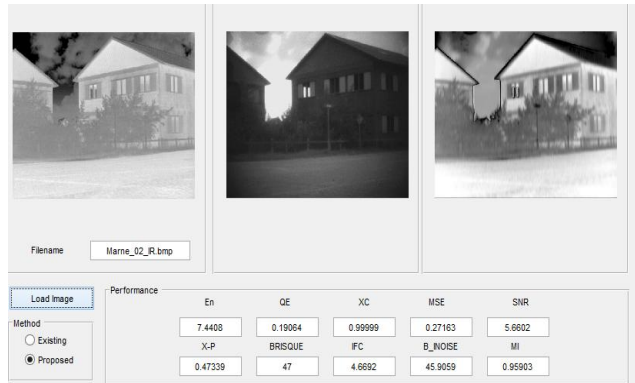 Filename Marne_02_IR.bmp
Load Image
Method
Existing
Proposed
Performance
En QE XC MSE SNR
7.4408 0.19064 0.99999 0.27163 5.6602
X-P BRISQUE IFC B_INOISE MI
0.47339 47 4.6692 45.9059 0.95903